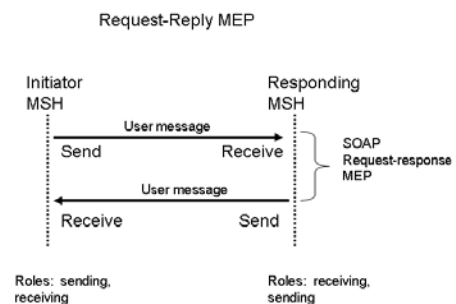 Request-Reply MEP
Initiator
MSH
Responding
MSH
User message
Send
Receive
SOAP
Request-response
MEP
User message
Receive
Send
Roles: sending,
receiving
Roles: receiving,
sending